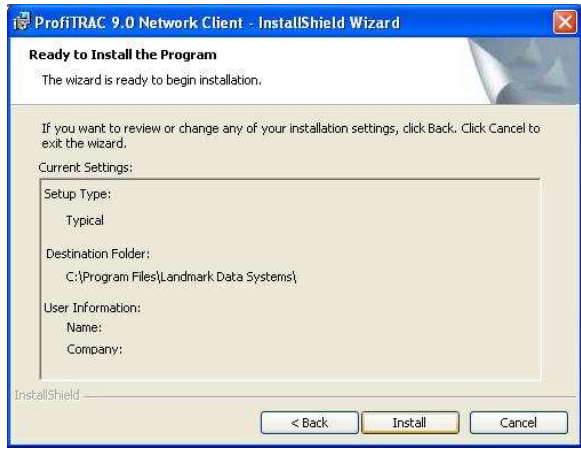 ProfiTRAC 9.0 Network Client - InstallShield Wizard
Ready to Install the Program
The wizard is ready to begin installation.
If you want to review or change any of your installation settings, click Back. Click Cancel to
exit the wizard.
Current Settings:
Setup Type:
Typical
Destination Folder:
C:\Program Files\Landmark Data Systems\
User Information:
Name:
Company:
InstallShield
< Back
Install
Cancel